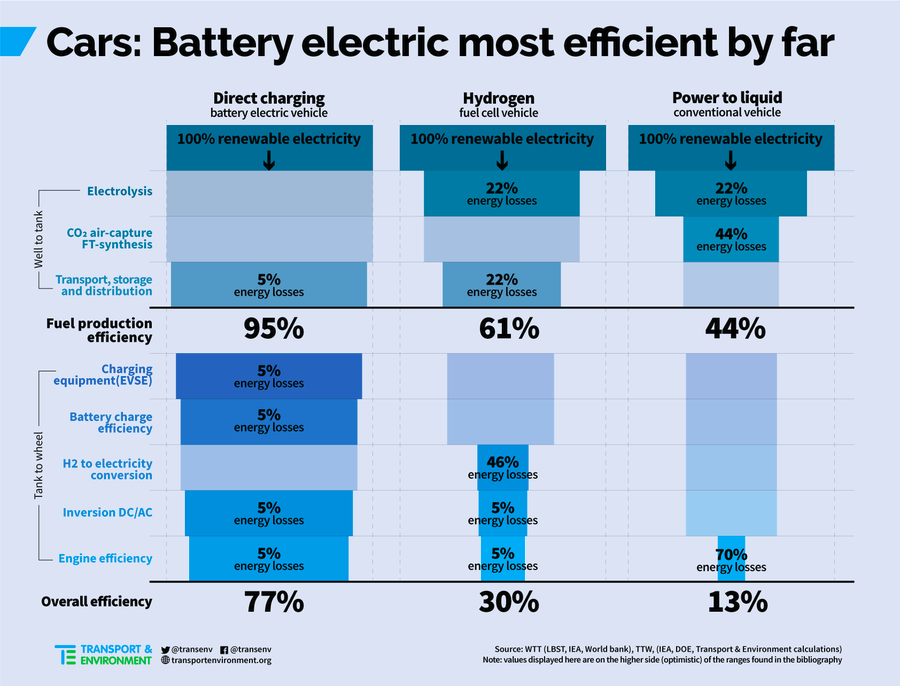 Cars: Battery electric most efficient by far
Direct charging
battery electric vehicle
Hydrogen
fuel cell vehicle
Power to liquid
conventional vehicle
100% renewable electricity
100% renewable electricity
100% renewable electricity
Well to tank
Electrolysis
22%
energy losses
22%
energy losses
CO₂ air-capture
FT-synthesis
44%
energy losses
Transport, storage
and distribution
5%
energy losses
22%
energy losses
Fuel production
efficiency
95%
61%
44%
Tank to wheel
Charging
equipment(EVSE)
5%
energy losses
Battery charge
efficiency
5%
energy losses
H2 to electricity
conversion
46%
energy losses
Inversion DC/AC
5%
energy losses
5%
energy losses
Engine efficiency
5%
energy losses
5%
energy losses
70%
energy losses
Overall efficiency
77%
30%
13%
TRANSPORT &
ENVIRONMENT
@transenv @transenv
transportenvironment.org
Source: WTT (LBST, IEA, World bank), TTW, (IEA, DOE, Transport & Environment calculations)
Note: values displayed here are on the higher side (optimistic) of the ranges found in the bibliography